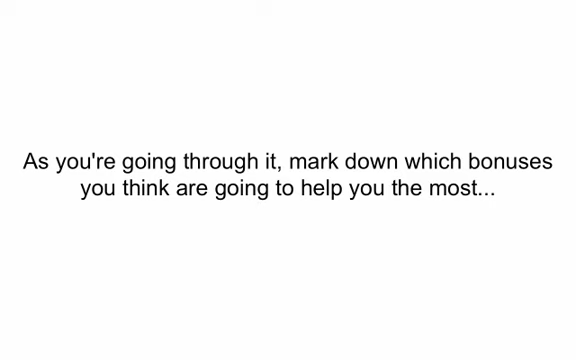 As you're going through it, mark down which bonuses
you think are going to help you the most...